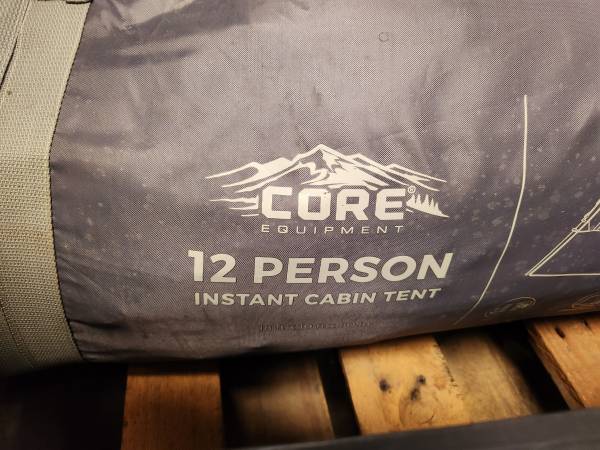 CORE®
EQUIPMENT
12 PERSON
INSTANT CABIN TENT